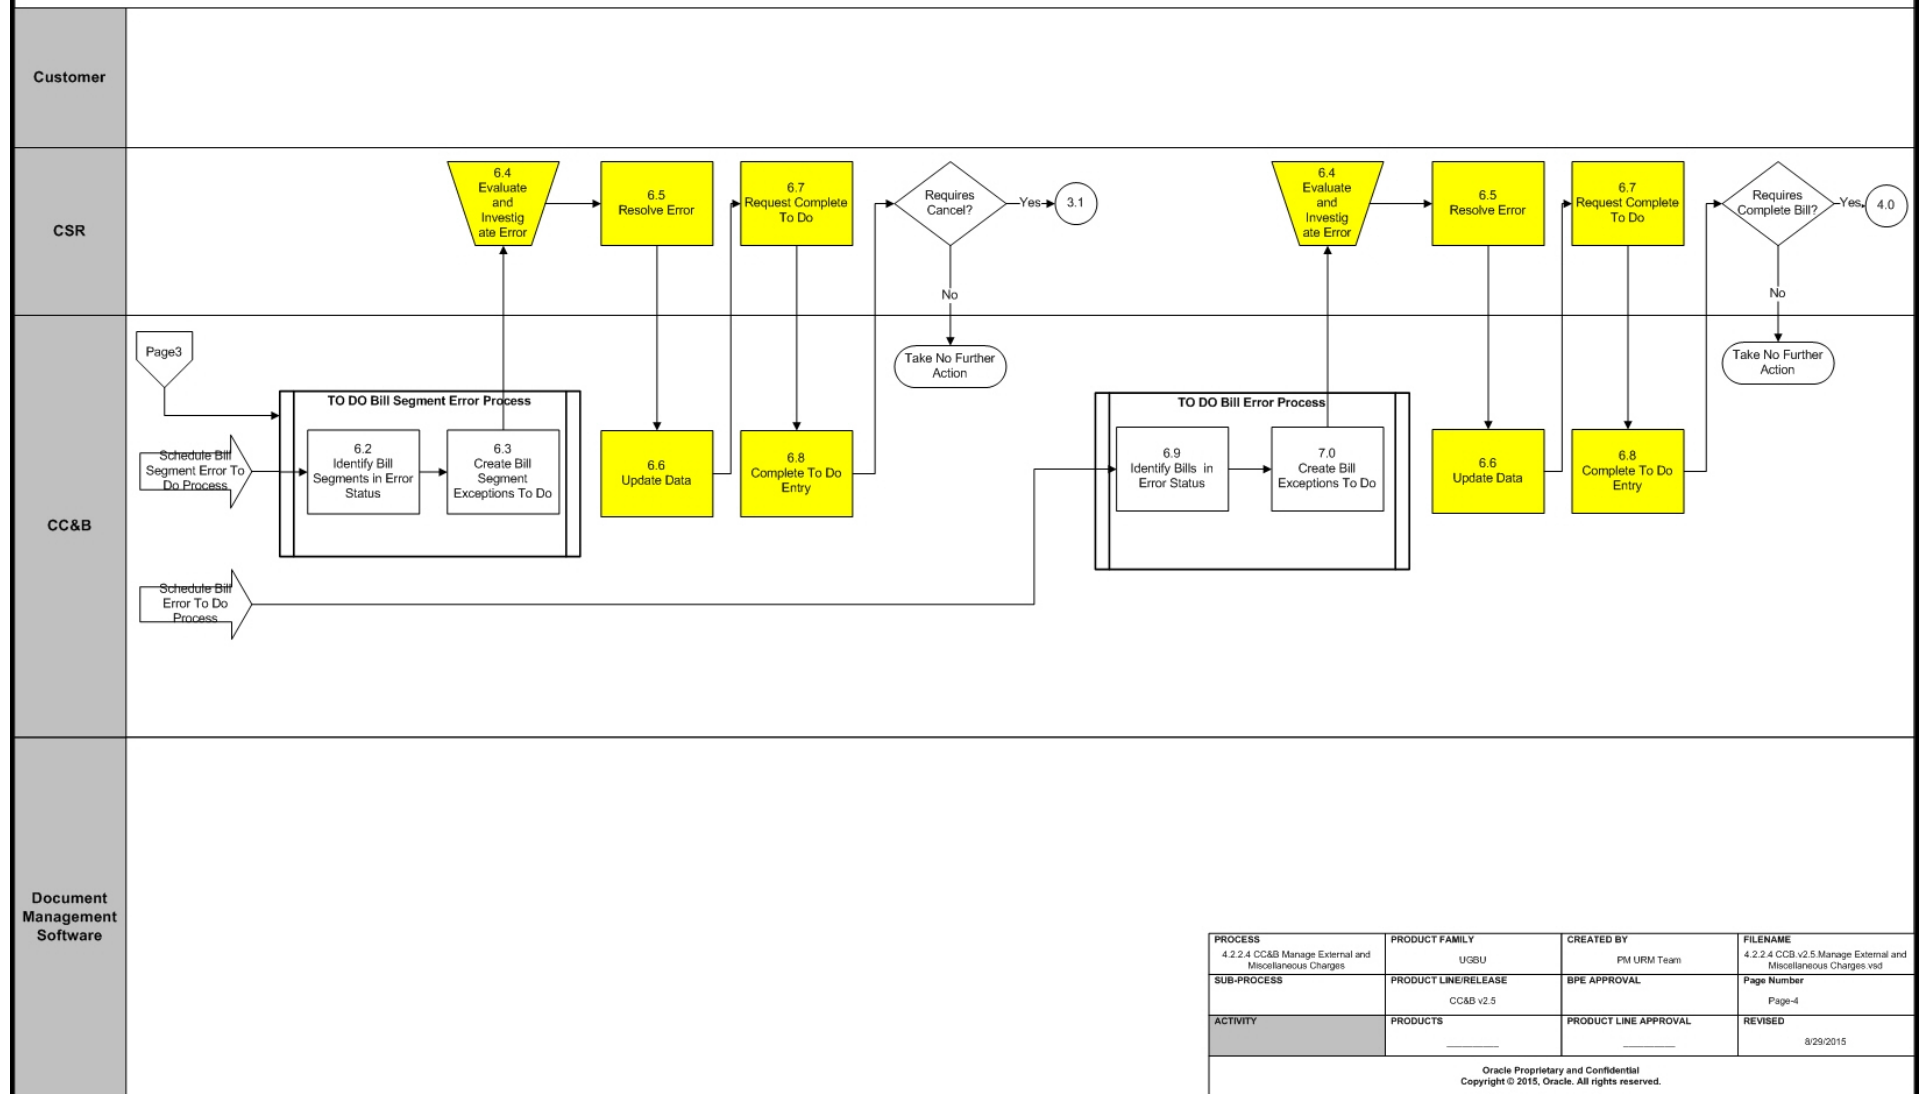 Customer
CSR
6.4
Evaluate
and
Investig
ate Error
6.5
Resolve Error
6.7
Request Complete
To Do
Requires
Cancel?
Yes
3.1
No
6.4
Evaluate
and
Investig
ate Error
6.5
Resolve Error
6.7
Request Complete
To Do
Requires
Complete Bill?
Yes
4.0
No
CC&B
Page3
Take No Further
Action
Take No Further
Action
TO DO Bill Segment Error Process
Schedule Bill
Segment Error To
Do Process
6.2
Identify Bill
Segments in Error
Status
6.3
Create Bill
Segment
Exceptions To Do
6.6
Update Data
6.8
Complete To Do
Entry
TO DO Bill Error Process
6.9
Identify Bills in
Error Status
7.0
Create Bill
Exceptions To Do
6.6
Update Data
6.8
Complete To Do
Entry
Schedule Bill
Error To Do
Process
Document
Management
Software
PROCESS
4.2.2.4 CC&B Manage External and
Miscellaneous Charges
PRODUCT FAMILY
UGBU
CREATED BY
PM URM Team
FILENAME
4.2.2.4 CCB.v2.5.Manage External and
Miscellaneous Charges.vsd
SUB-PROCESS
PRODUCT LINE/RELEASE
CC&B v2.5
BPE APPROVAL
Page Number
Page-4
ACTIVITY
PRODUCTS
PRODUCT LINE APPROVAL
REVISED
8/29/2015
Oracle Proprietary and Confidential
Copyright © 2015, Oracle. All rights reserved.